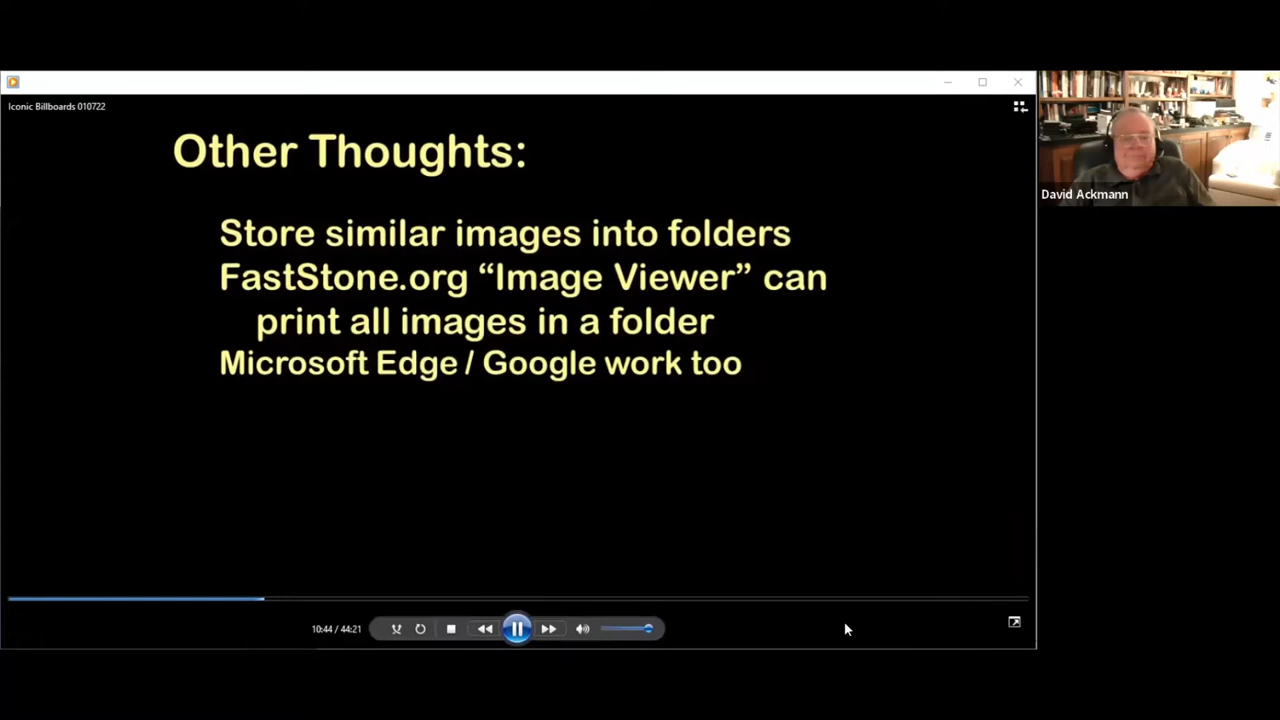 Iconic Billboards 010722
Other Thoughts:
Store similar images into folders
FastStone.org “Image Viewer” can
print all images in a folder
Microsoft Edge / Google work too
10:44 / 44:21
David Ackmann